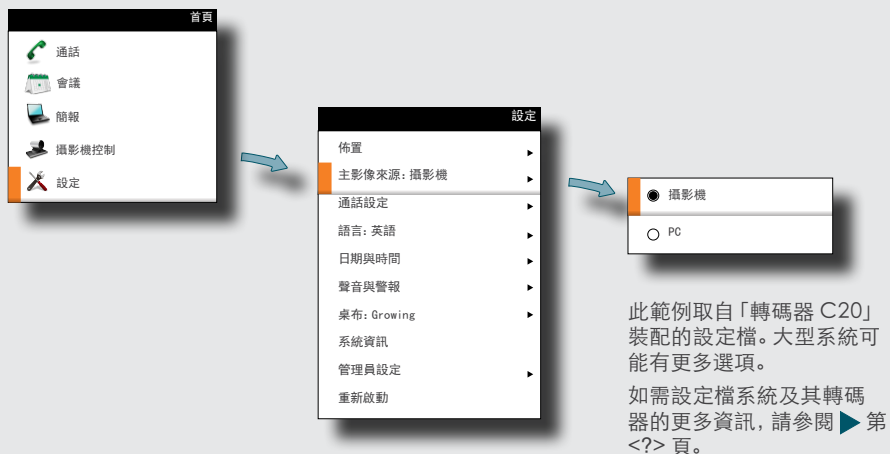 首頁
通話
會議
簡報
攝影機控制
設定
設定
佈置
主影像來源: 攝影機
通話設定
語言: 英語
日期與時間
聲音與警報
桌布: Growing
系統資訊
管理員設定
重新啟動
攝影機
PC
此範例取自「轉碼器 C20」
裝配的設定檔。大型系統可
能有更多選項。
如需設定檔系統及其轉碼
器的更多資訊, 請參閱 ▶ 第
<?> 頁。